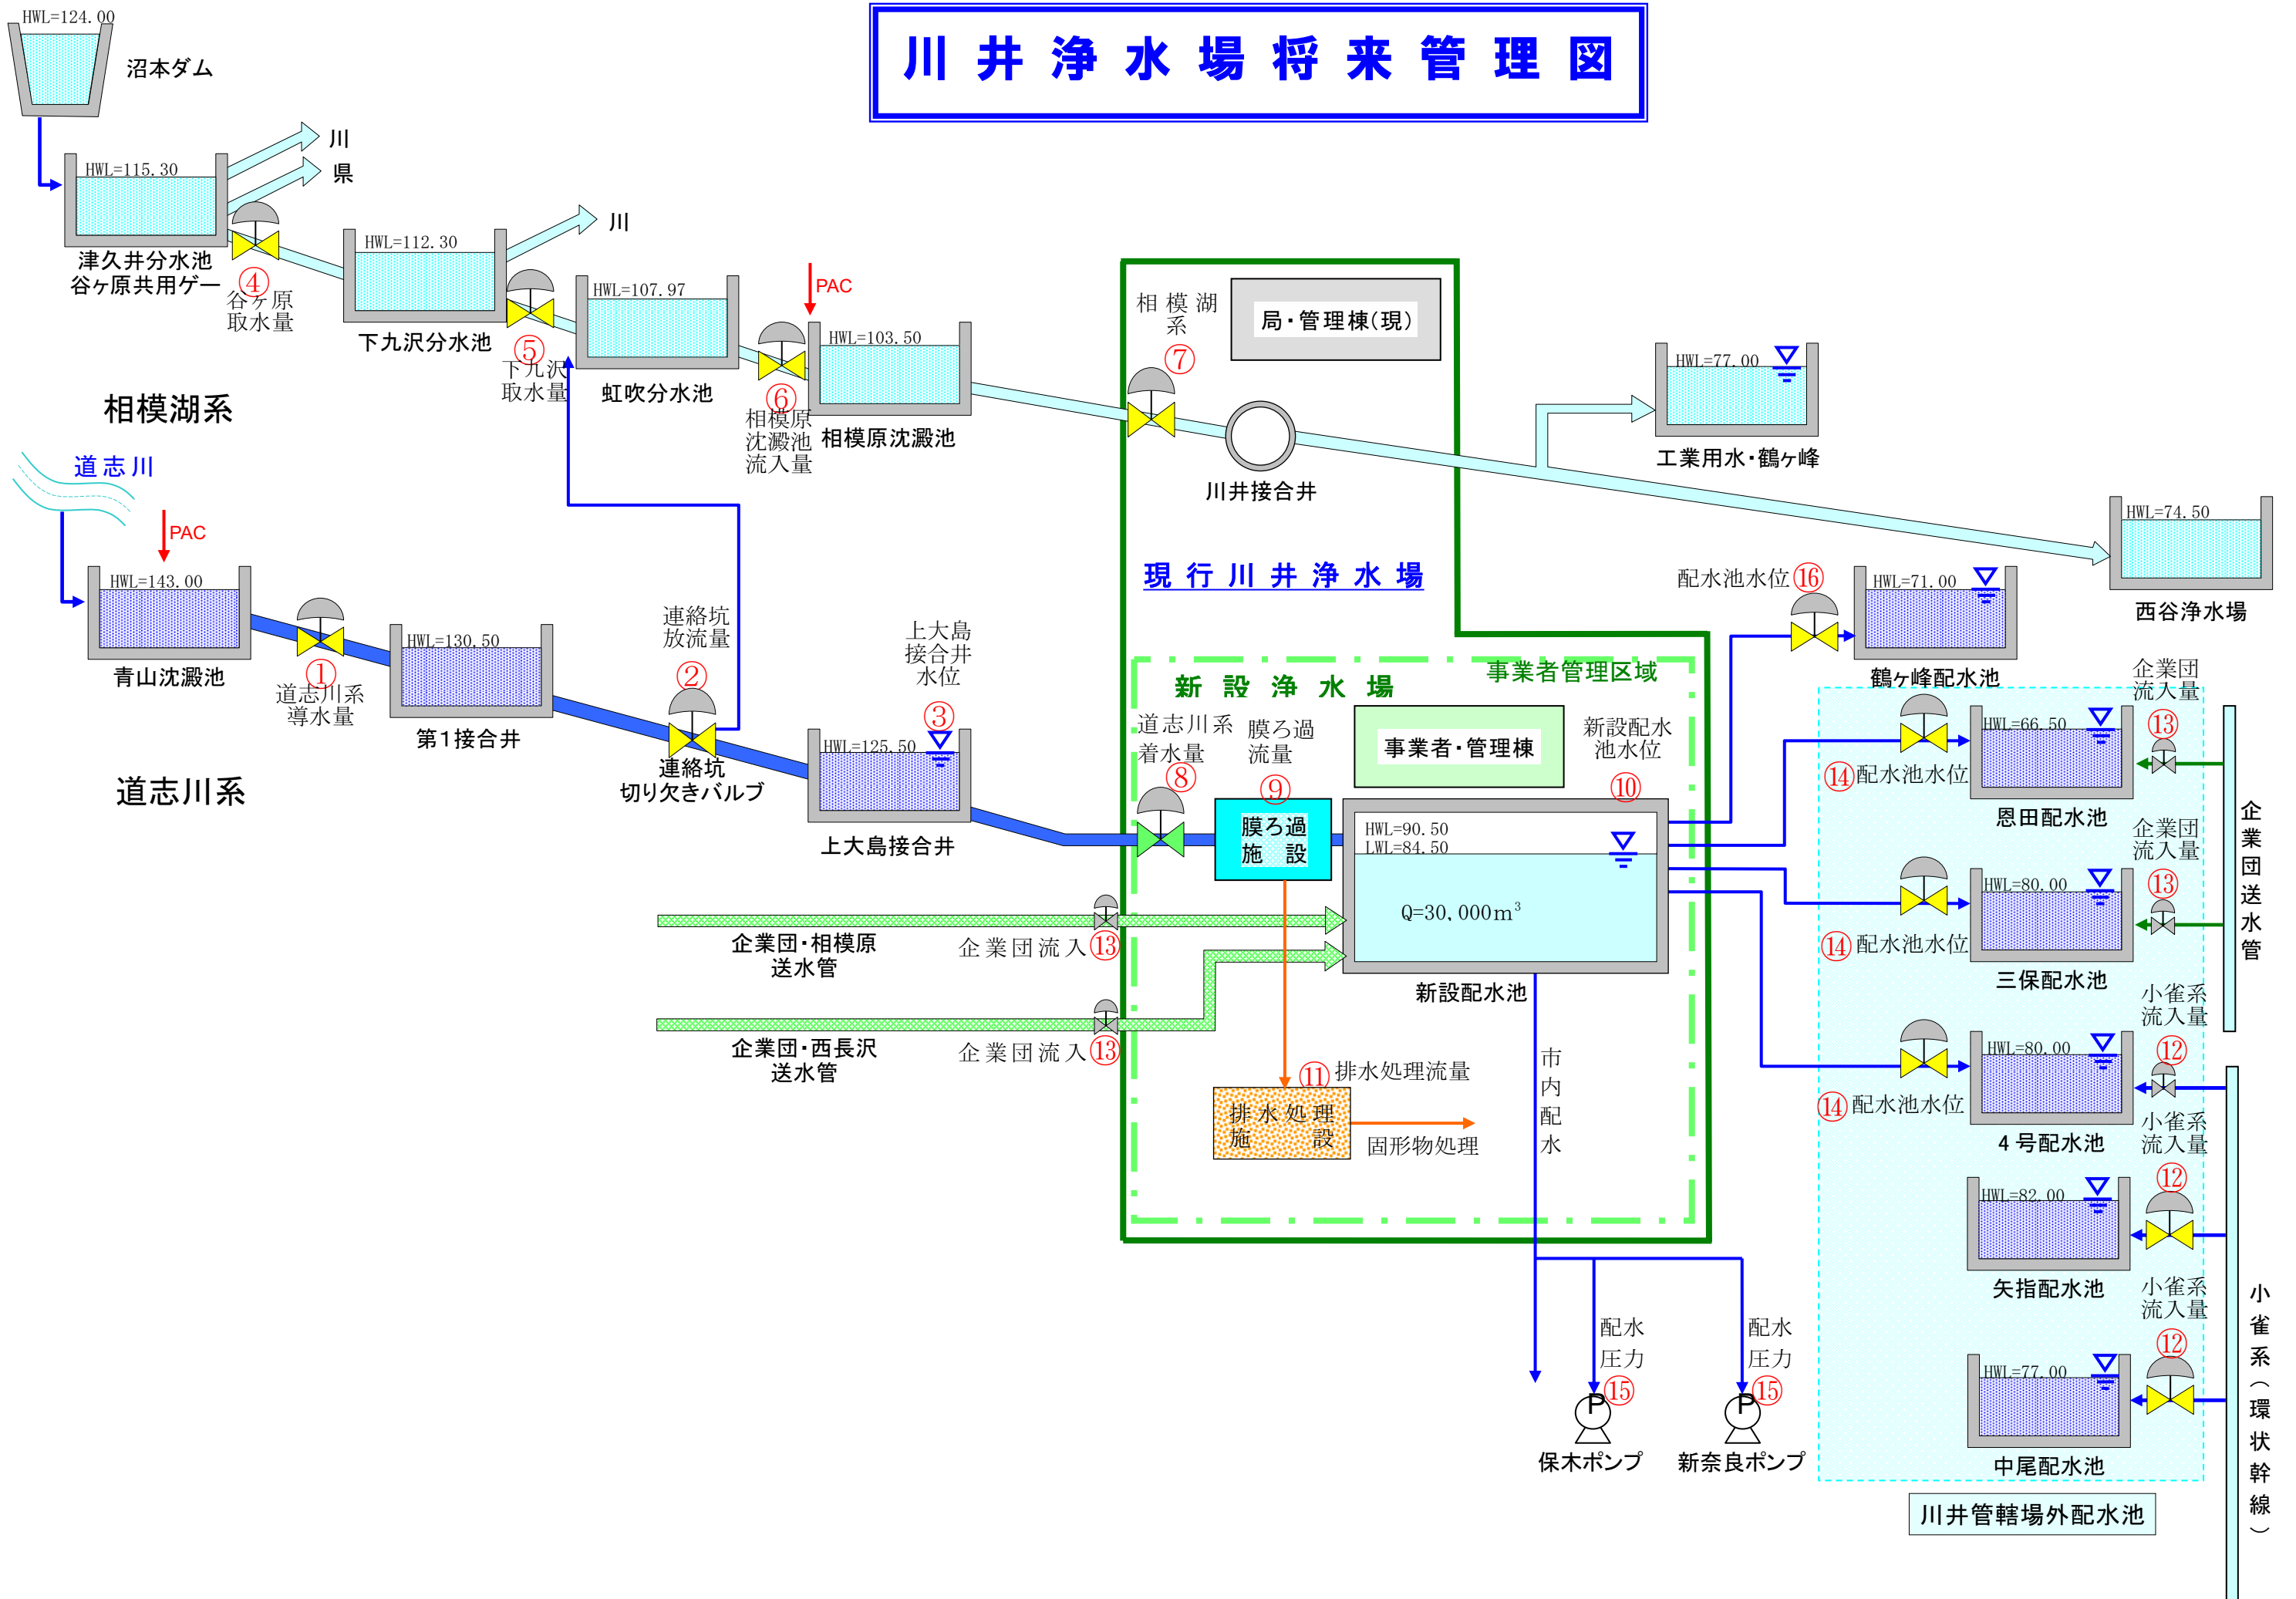 川井浄水場将来管理図
HWL=124.00
沼本ダム
川
県
HWL=115.30
津久井分水池
谷ヶ原共用ゲー
④
谷ヶ原
取水量
川
HWL=112.30
下九沢分水池
⑤
下九沢
取水量
HWL=107.97
虹吹分水池
⑥
相模原
沈澱池
流入量
PAC
HWL=103.50
相模原沈澱池
相模湖系
相模湖
系
⑦
局・管理棟(現)
川井接合井
HWL=77.00
工業用水・鶴ヶ峰
HWL=74.50
西谷浄水場
道志川
PAC
HWL=143.00
青山沈澱池
①
道志川系
導水量
HWL=130.50
第1接合井
連絡坑
放流量
②
連絡坑
切り欠きバルブ
上大島
接合井
水位
③
HWL=125.50
上大島接合井
道志川系
現行川井浄水場
事業者管理区域
新設浄水場
道志川系
着水量
⑧
膜ろ過
流量
⑨
膜ろ過
施 設
事業者・管理棟
新設配水
池水位
⑩
HWL=90.50
LWL=84.50
Q=30,000m³
新設配水池
企業団・相模原
送水管
企業団流入
⑬
企業団・西長沢
送水管
企業団流入
⑬
⑪
排水処理流量
排水処理
施 設
固形物処理
市内配水
配水
圧力
⑮
P
保木ポンプ
配水
圧力
⑮
P
新奈良ポンプ
配水池水位
⑯
HWL=71.00
鶴ヶ峰配水池
企業団
流入量
⑬
HWL=66.50
⑭
配水池水位
恩田配水池
企業団
流入量
⑬
HWL=80.00
⑭
配水池水位
三保配水池
企業団送水管
小雀系
流入量
⑫
HWL=80.00
⑭
配水池水位
4号配水池
小雀系
流入量
⑫
HWL=82.00
矢指配水池
小雀系
流入量
⑫
HWL=77.00
中尾配水池
小雀系(環状幹線)
川井管轄場外配水池